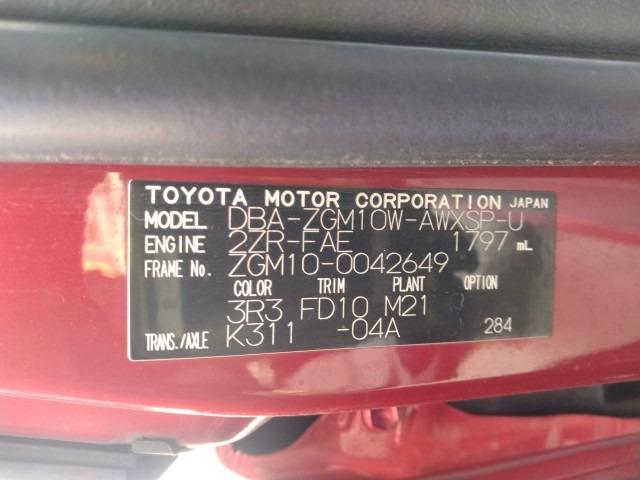 TOYOTA MOTOR CORPORATION JAPAN
MODEL DBA-ZGM10W-AWXSP-U
ENGINE 2ZR-FAE 1797 mL
FRAME No. ZGM10-0042649
COLOR TRIM PLANT OPTION
3R3 FD10 M21
TRANS./AXLE K311 -04A 284